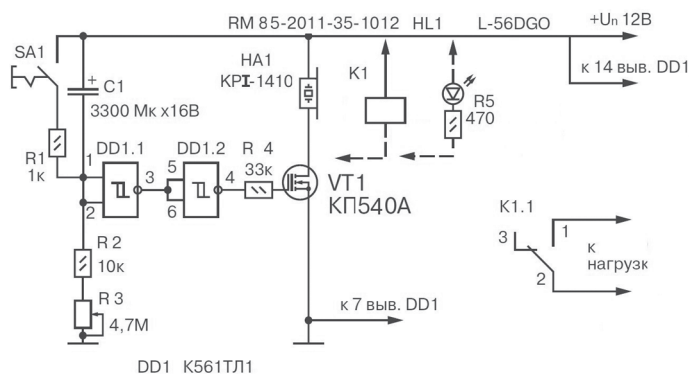 RM 85-2011-35-1012 HL1 L-56DGO +Uп 12В
SA1
+
C1
3300 Мк х16В
HA1
KPI-1410
K1
R5
470
к 14 выв. DD1
R1
1к
1
2
DD1.1
3
5
6
DD1.2
4
R 4
33к
VT1
КП540А
K1.1
3
1
2
к
нагрузк
R 2
10к
R 3
4,7М
к 7 выв. DD1
DD1 К561ТЛ1